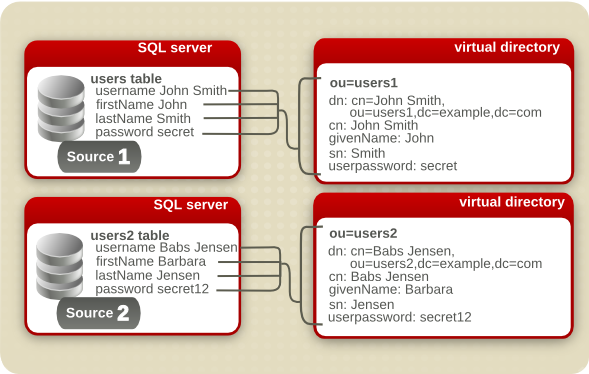 SQL server
users table
username John Smith
firstName John
lastName Smith
password secret
Source 1
virtual directory
ou=users1
dn: cn=John Smith,
ou=users1,dc=example,dc=com
cn: John Smith
givenName: John
sn: Smith
userpassword: secret
SQL server
users2 table
username Babs Jensen
firstName Barbara
lastName Jensen
password secret12
Source 2
virtual directory
ou=users2
dn: cn=Babs Jensen,
ou=users2,dc=example,dc=com
cn: Babs Jensen
givenName: Barbara
sn: Jensen
userpassword: secret12